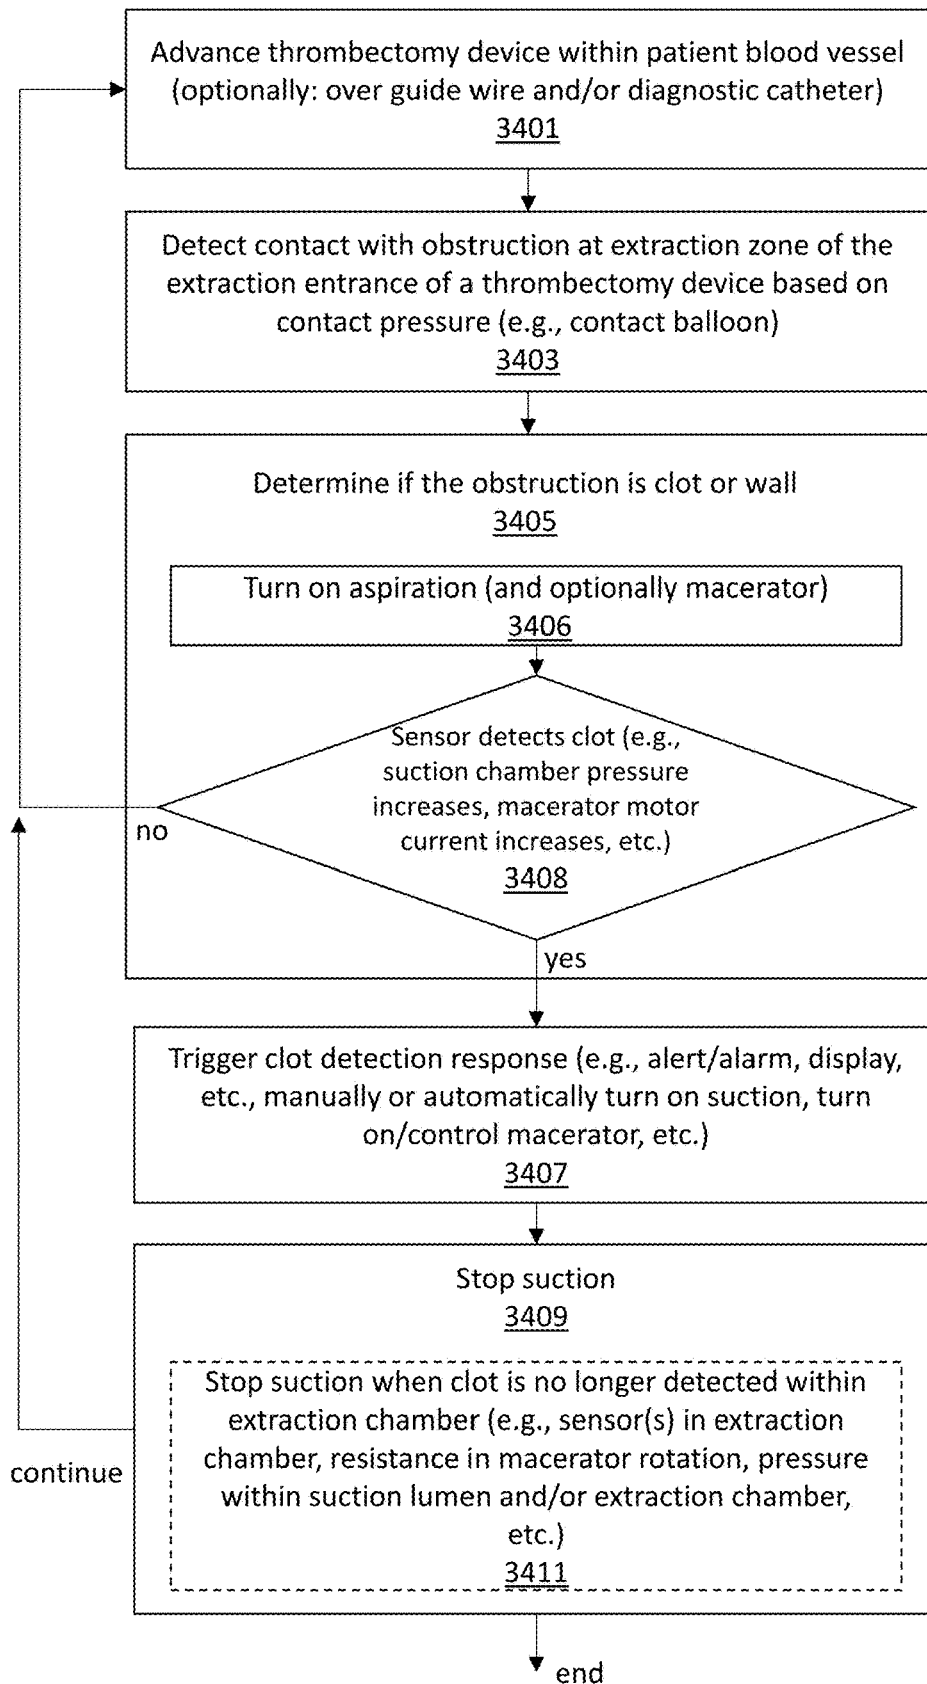 Advance thrombectomy device within patient blood vessel
(optionally: over guide wire and/or diagnostic catheter)
3401
Detect contact with obstruction at extraction zone of the
extraction entrance of a thrombectomy device based on
contact pressure (e.g., contact balloon)
3403
Determine if the obstruction is clot or wall
3405
Turn on aspiration (and optionally macerator)
3406
Sensor detects clot (e.g.,
suction chamber pressure
increases, macerator motor
current increases, etc.)
3408
no
yes
Trigger clot detection response (e.g., alert/alarm, display,
etc., manually or automatically turn on suction, turn
on/control macerator, etc.)
3407
Stop suction
3409
Stop suction when clot is no longer detected within
extraction chamber (e.g., sensor(s) in extraction
chamber, resistance in macerator rotation, pressure
within suction lumen and/or extraction chamber,
etc.)
3411
continue
end